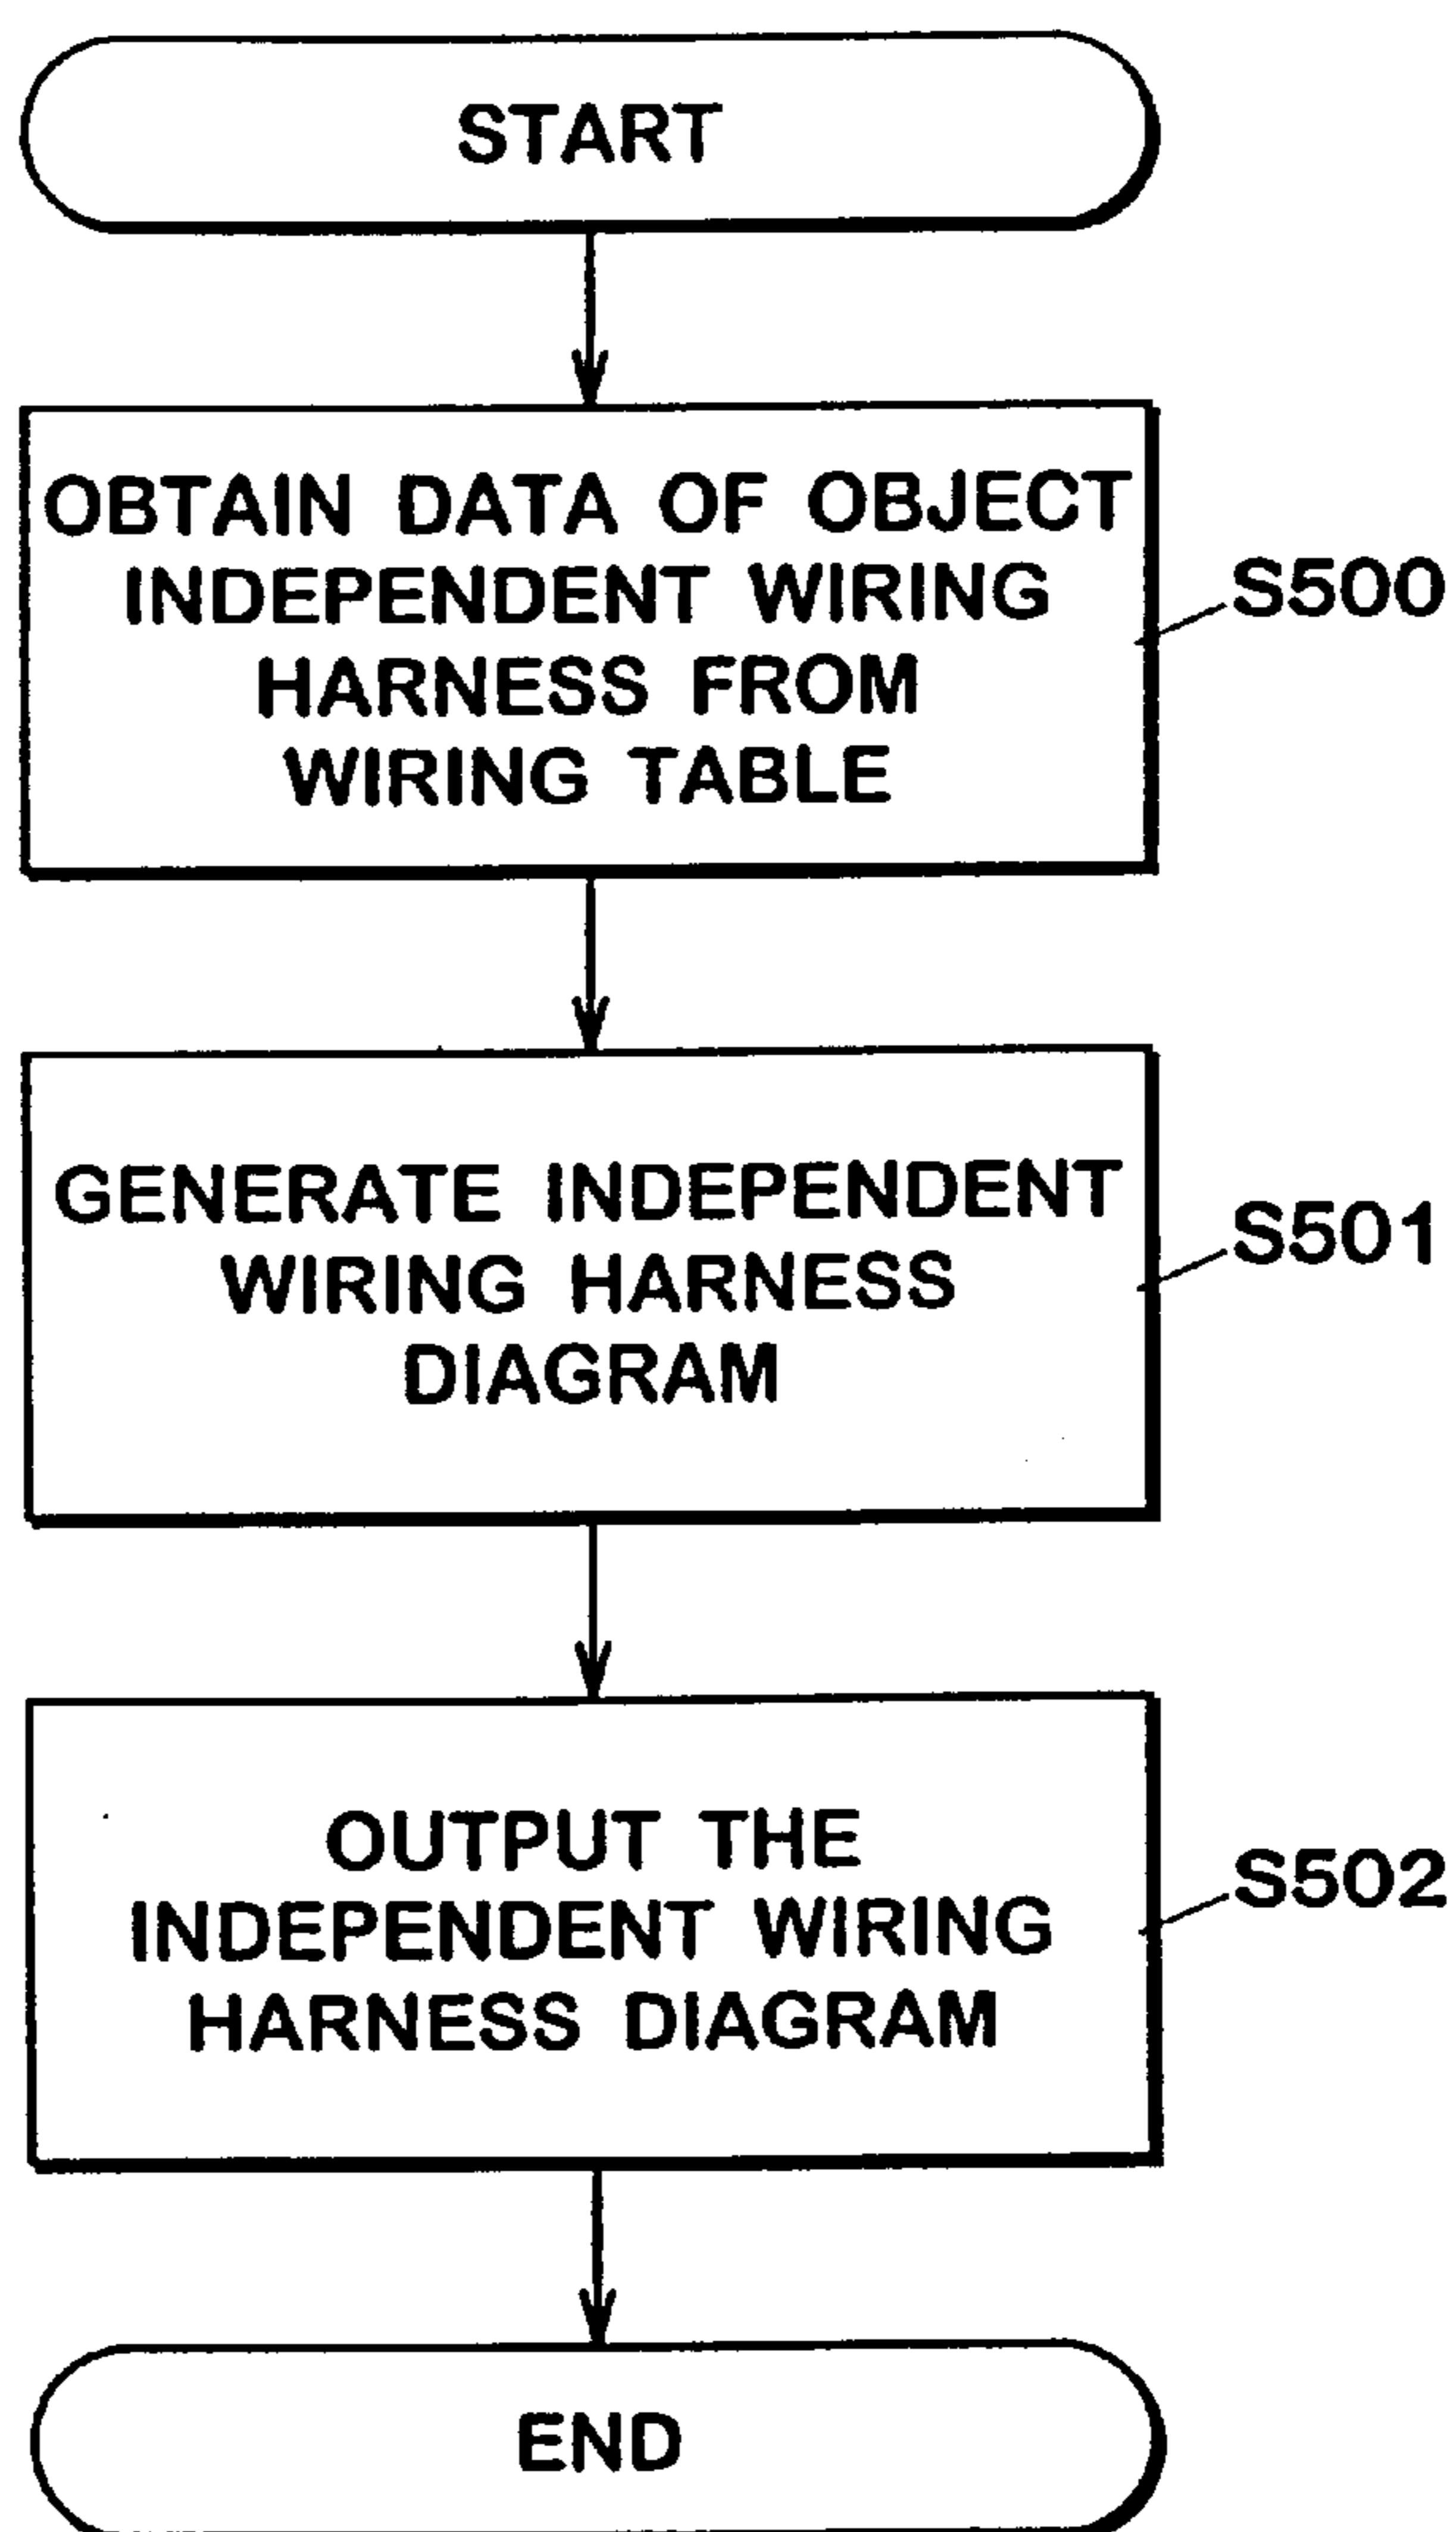 START
OBTAIN DATA OF OBJECT
INDEPENDENT WIRING
HARNESS FROM
WIRING TABLE
S500
GENERATE INDEPENDENT
WIRING HARNESS
DIAGRAM
S501
OUTPUT THE
INDEPENDENT WIRING
HARNESS DIAGRAM
S502
END